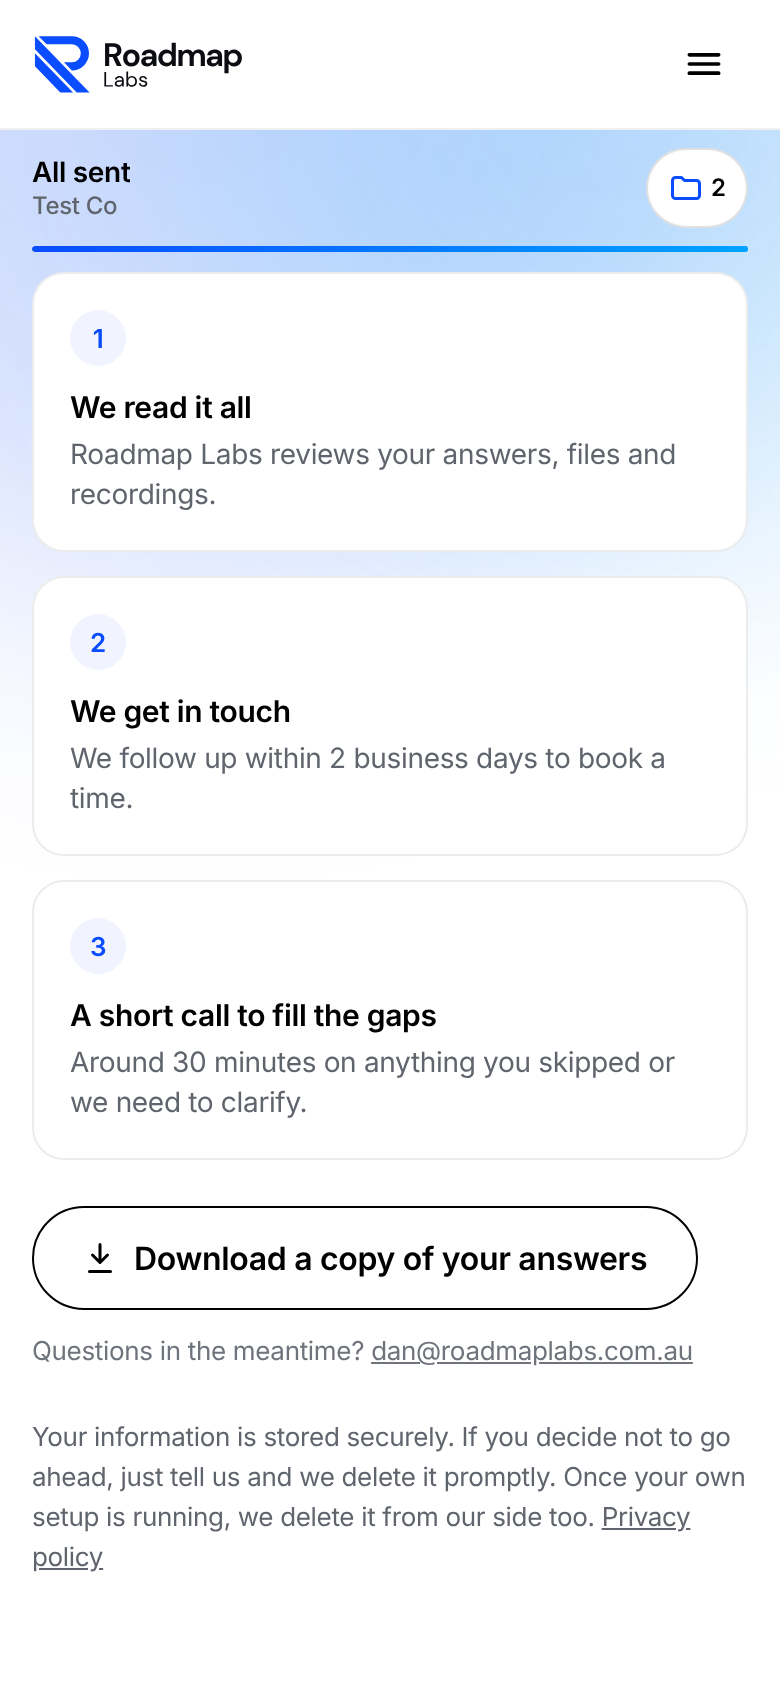 Roadmap
Labs
All sent
Test Co
2
1
We read it all
Roadmap Labs reviews your answers, files and
recordings.
2
We get in touch
We follow up within 2 business days to book a
time.
3
A short call to fill the gaps
Around 30 minutes on anything you skipped or
we need to clarify.
Download a copy of your answers
Questions in the meantime? dan@roadmaplabs.com.au
Your information is stored securely. If you decide not to go
ahead, just tell us and we delete it promptly. Once your own
setup is running, we delete it from our side too. Privacy
policy